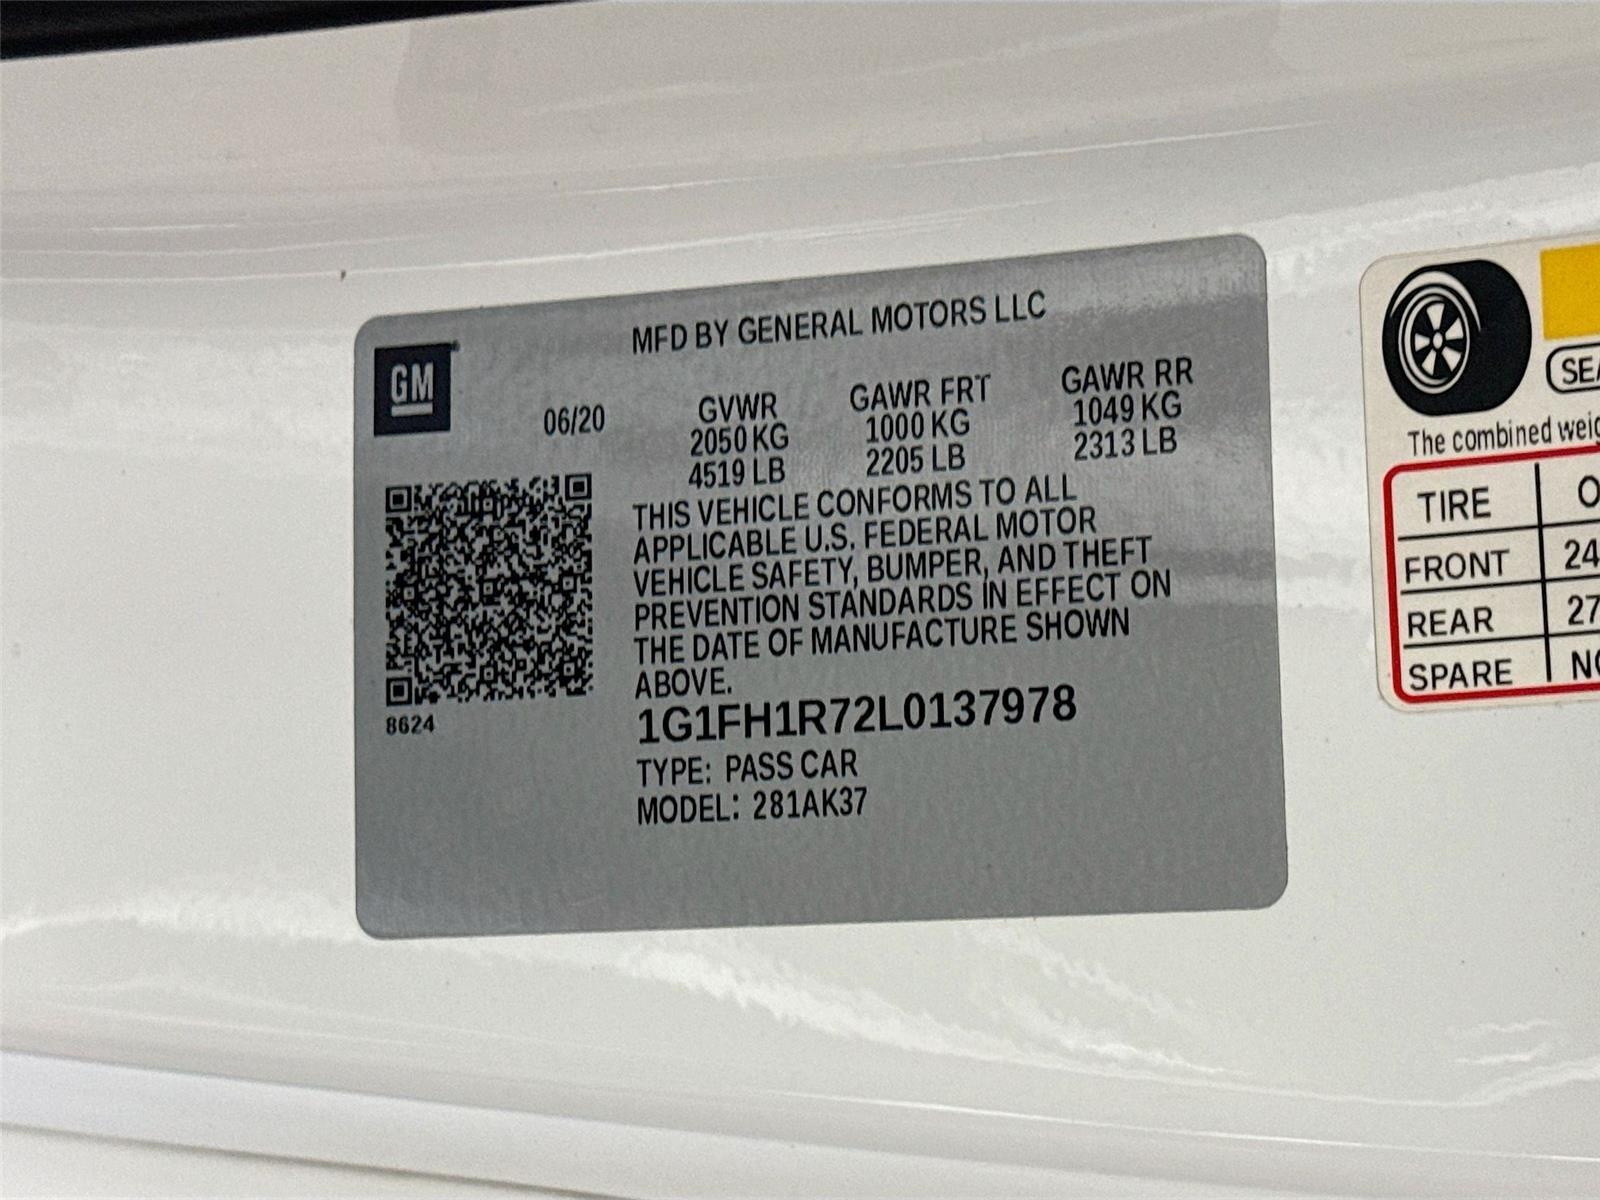 MFD BY GENERAL MOTORS LLC
GM
06/20
GVWR GAWR FRT GAWR RR
2050 KG 1000 KG 1049 KG
4519 LB 2205 LB 2313 LB
THIS VEHICLE CONFORMS TO ALL
APPLICABLE U.S. FEDERAL MOTOR
VEHICLE SAFETY, BUMPER, AND THEFT
PREVENTION STANDARDS IN EFFECT ON
THE DATE OF MANUFACTURE SHOWN
ABOVE.
8624
1G1FH1R72L0137978
TYPE: PASS CAR
MODEL: 281AK37
The combined
TIRE
FRONT 24
REAR 27
SPARE